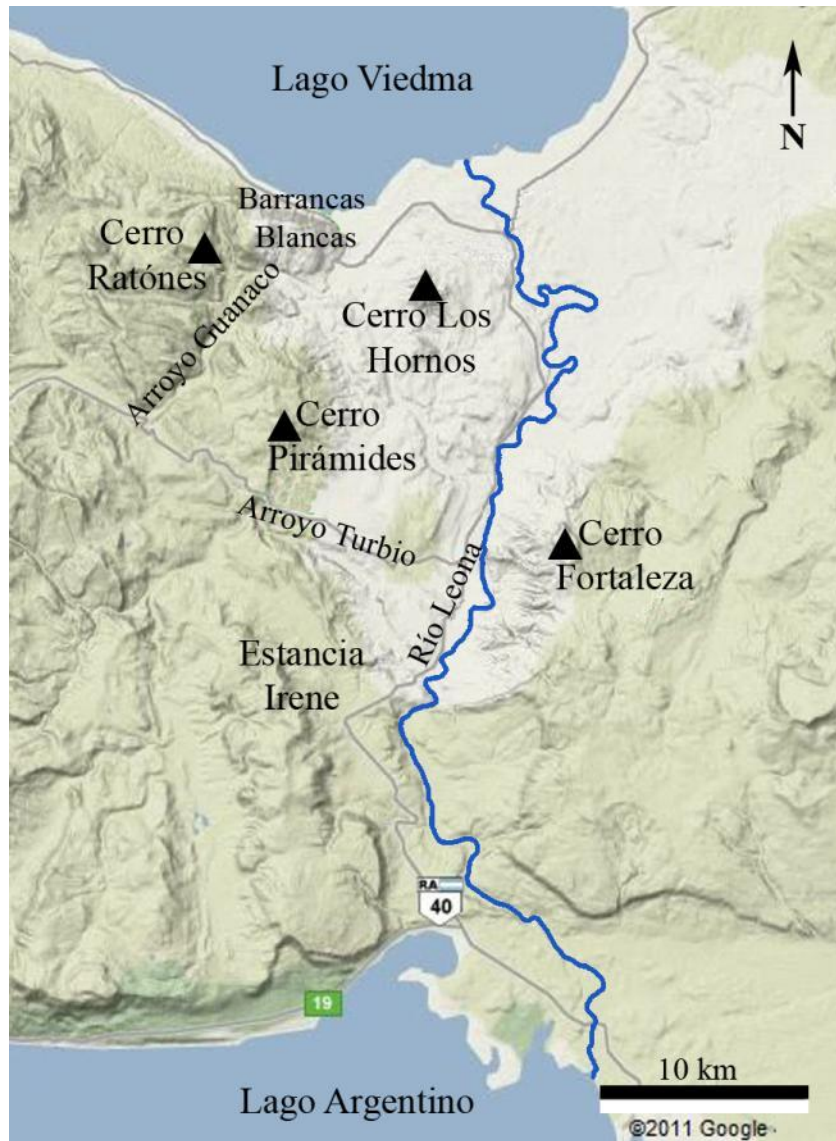 Lago Viedma
N
Barrancas
Blancas
Cerro
Ratónes
Arroyo Guanaco
Cerro Los
Hornos
Cerro
Pirámides
Arroyo Turbio
Cerro
Fortaleza
Río Leona
Estancia
Irene
RA
40
19
10 km
Lago Argentino
©2011 Google